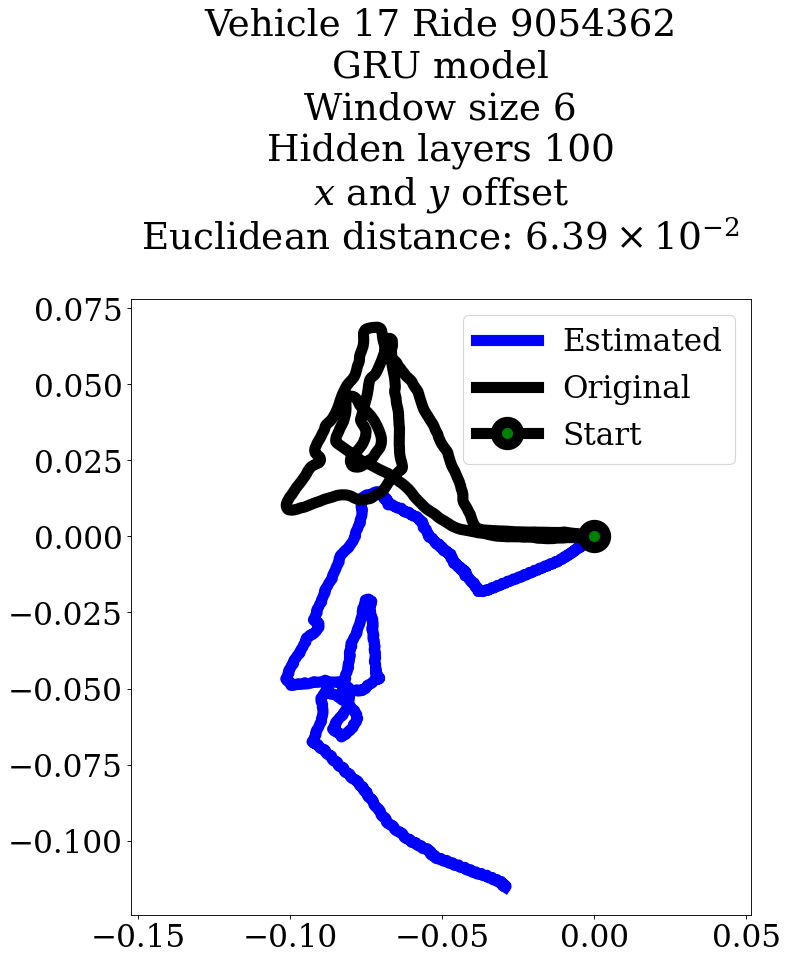 Vehicle 17 Ride 9054362
GRU model
Window size 6
Hidden layers 100
x and y offset
Euclidean distance: 6.39 × 10⁻²
0.075
0.050
0.025
0.000
−0.025
−0.050
−0.075
−0.100
Estimated
Original
Start
−0.15
−0.10
−0.05
0.00
0.05